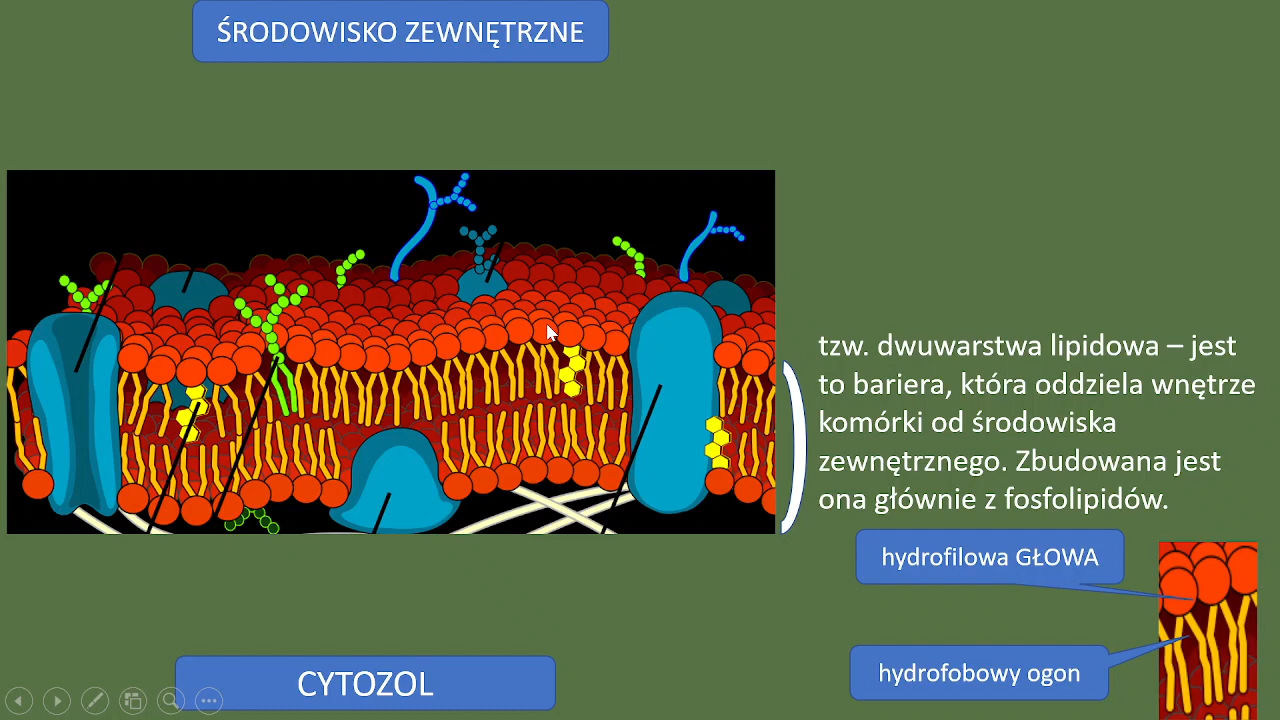 ŚRODOWISKO ZEWNĘTRZNE
tzw. dwuwarstwa lipidowa – jest
to bariera, która oddziela wnętrze
komórki od środowiska
zewnętrznego. Zbudowana jest
ona głównie z fosfolipidów.
hydrofilowa GŁOWA
hydrofobowy ogon
CYTOZOL